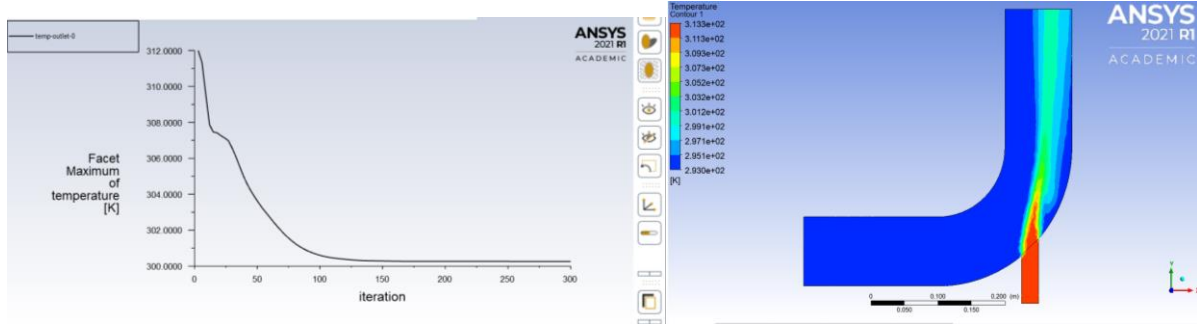 temp-outlet-0
ANSYS
2021 R1
ACADEMIC
312.0000
310.0000
308.0000
306.0000
304.0000
302.0000
300.0000
Facet
Maximum
of
temperature
[K]
0
50
100
150
200
250
300
iteration
Temperature
Contour 1
3.133e+02
3.113e+02
3.093e+02
3.073e+02
3.052e+02
3.032e+02
3.012e+02
2.991e+02
2.971e+02
2.951e+02
2.930e+02
[K]
ANSYS
2021 R1
ACADEMIC
0
0.100
0.200 (m)
0.050
0.150
Y